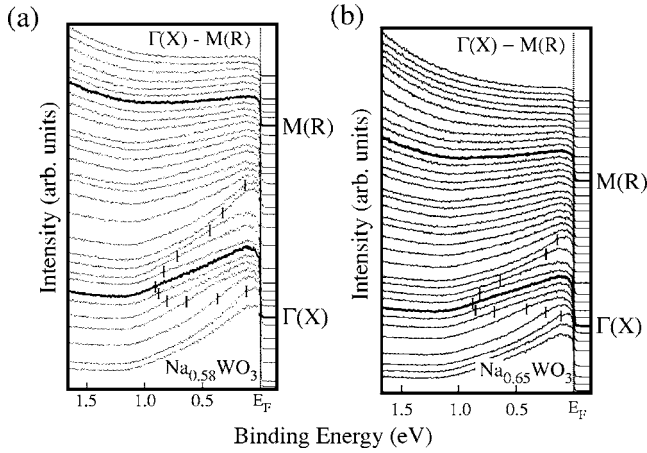 (a)
Γ(X) - M(R)
Intensity (arb. units)
M(R)
Γ(X)
Na0.58WO3
1.5 1.0 0.5 EF
(b)
Γ(X) – M(R)
Intensity (arb. units)
M(R)
Γ(X)
Na0.65WO3
1.5 1.0 0.5 EF
Binding Energy (eV)